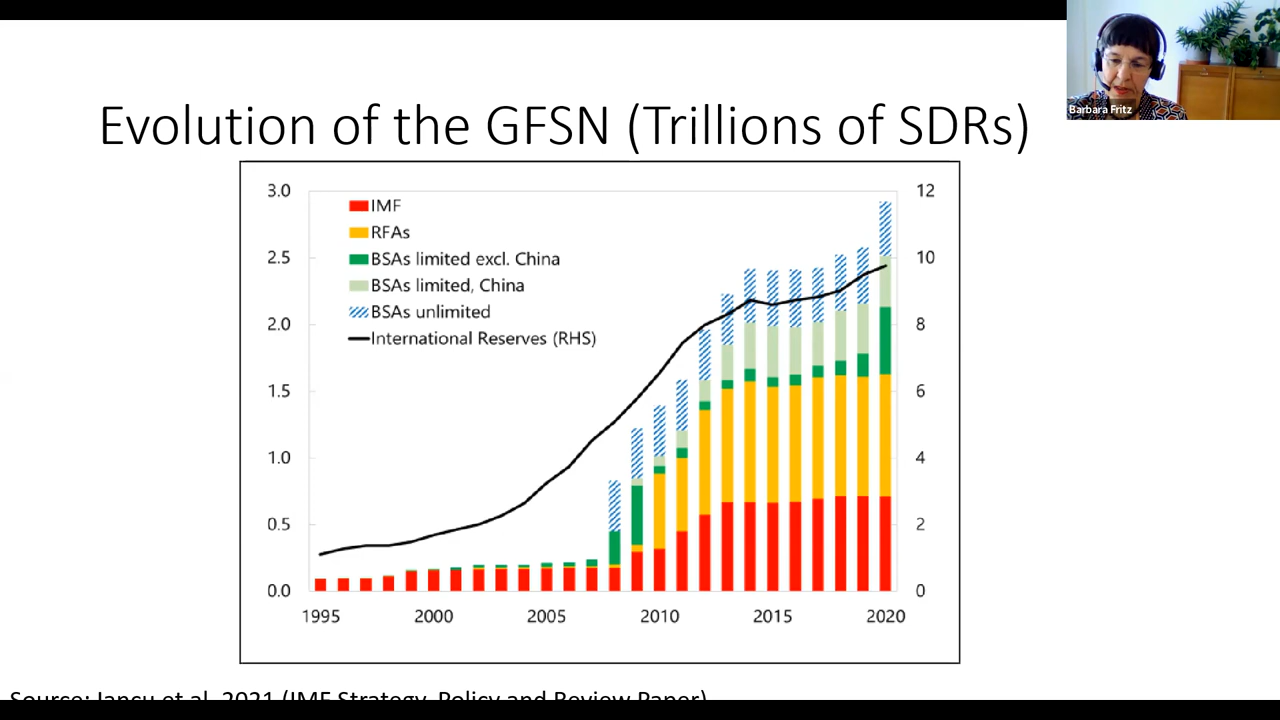 Barbara Fritz
Evolution of the GFSN (Trillions of SDRs)
3.0
2.5
2.0
1.5
1.0
0.5
0.0
IMF
RFAs
BSAs limited excl. China
BSAs limited, China
BSAs unlimited
International Reserves (RHS)
12
10
8
6
4
2
0
1995 2000 2005 2010 2015 2020
Source: Iancu et al. 2021 (IMF Strategy, Policy and Review Paper)